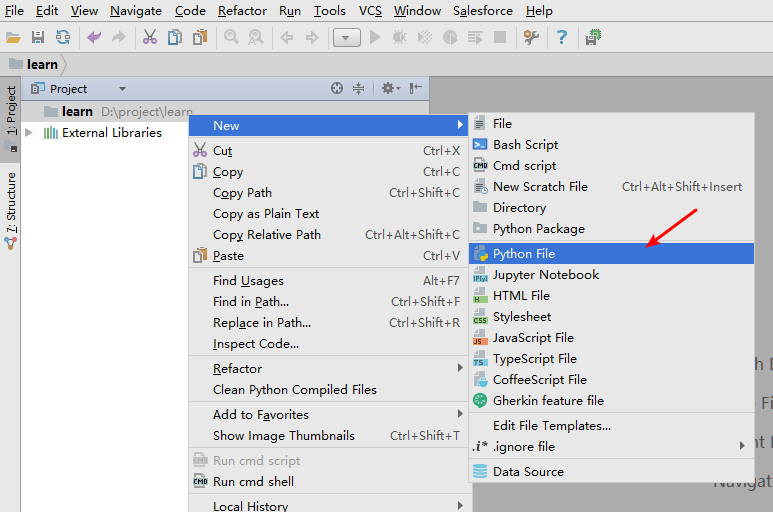 File Edit View Navigate Code Refactor Run Tools VCS Window Salesforce Help
learn
1: Project
7: Structure
Project
learn D:\project\learn
External Libraries
New
Cut Ctrl+X
Copy Ctrl+C
Copy Path Ctrl+Shift+C
Copy as Plain Text
Copy Relative Path Ctrl+Alt+Shift+C
Paste Ctrl+V
Find Usages Alt+F7
Find in Path... Ctrl+Shift+F
Replace in Path... Ctrl+Shift+R
Inspect Code...
Refactor
Clean Python Compiled Files
Add to Favorites
Show Image Thumbnails Ctrl+Shift+T
Run cmd script
CMD Run cmd shell
Local History
File
Bash Script
CMD Cmd script
New Scratch File Ctrl+Alt+Shift+Insert
Directory
Python Package
Python File
IP[y] Jupyter Notebook
H HTML File
CSS Stylesheet
JS JavaScript File
TS TypeScript File
CoffeeScript File
Gherkin feature file
Edit File Templates...
.i* .ignore file
Data Source
Navigat